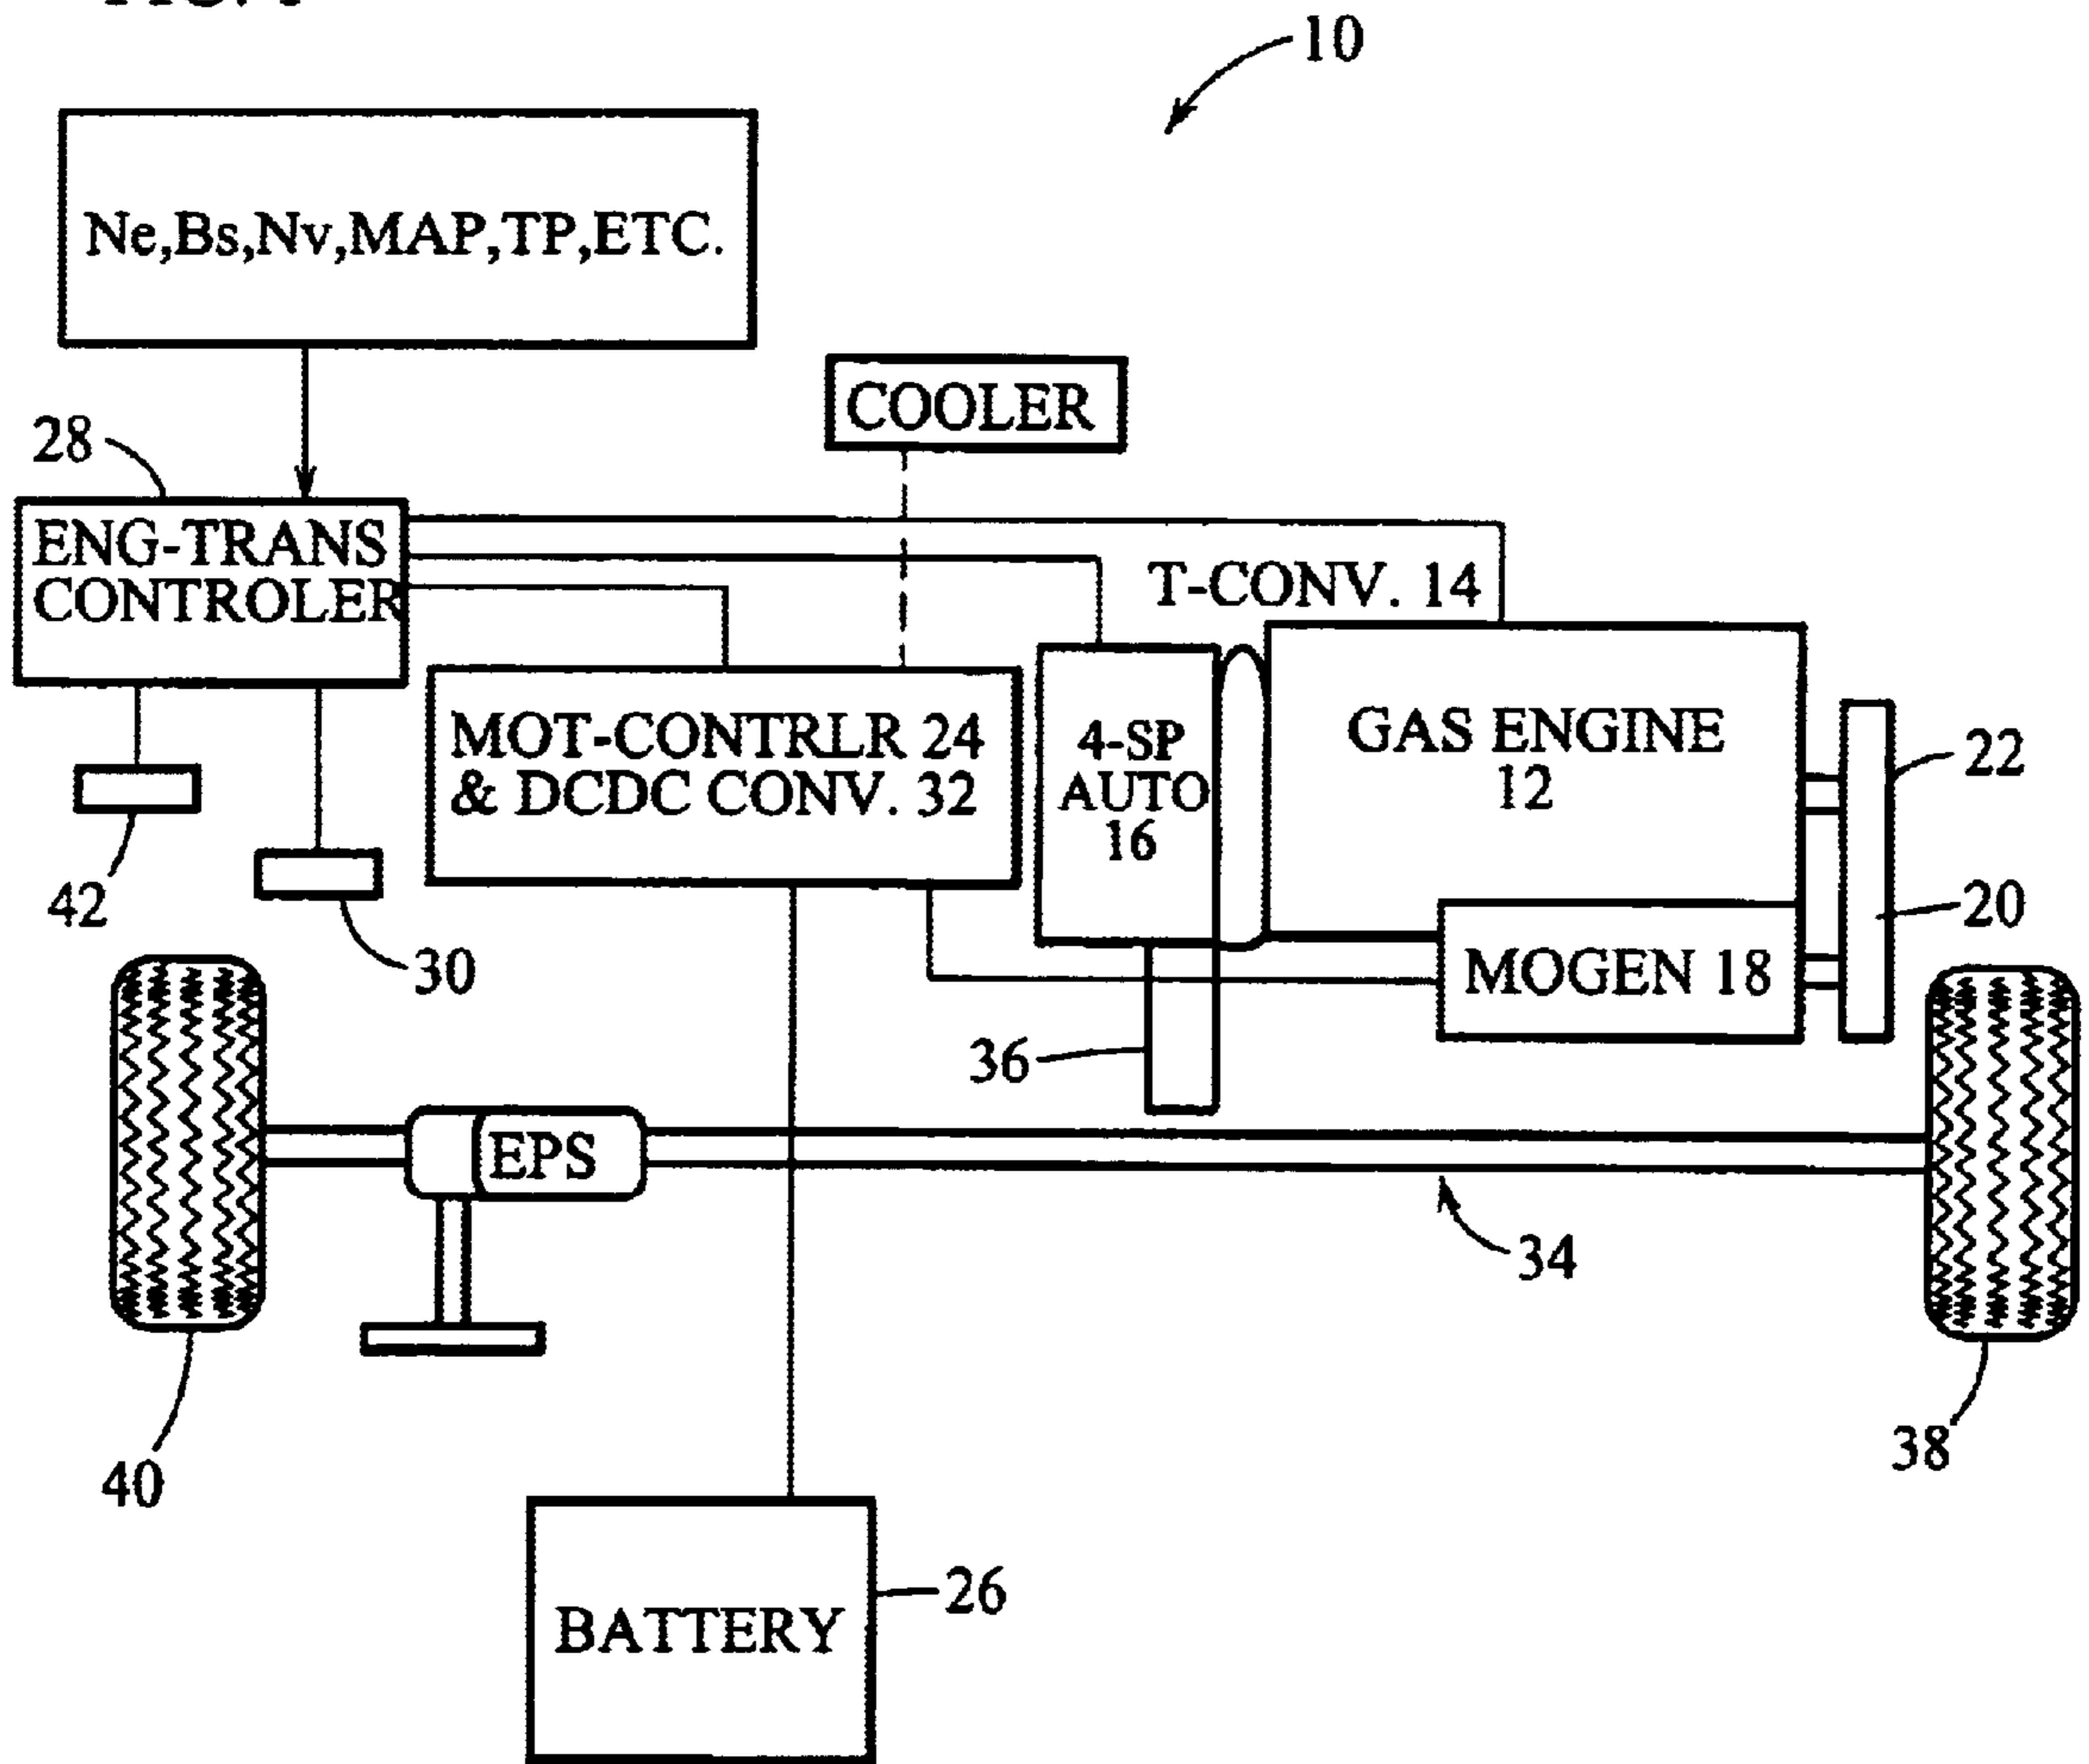 10
Ne,Bs,Nv,MAP,TP,ETC.
COOLER
28
ENG-TRANS
CONTROLER
T-CONV. 14
MOT-CONTRLR 24
& DCDC CONV. 32
4-SP
AUTO
16
GAS ENGINE
12
22
20
42
30
MOGEN 18
36
EPS
34
40
38
26
BATTERY